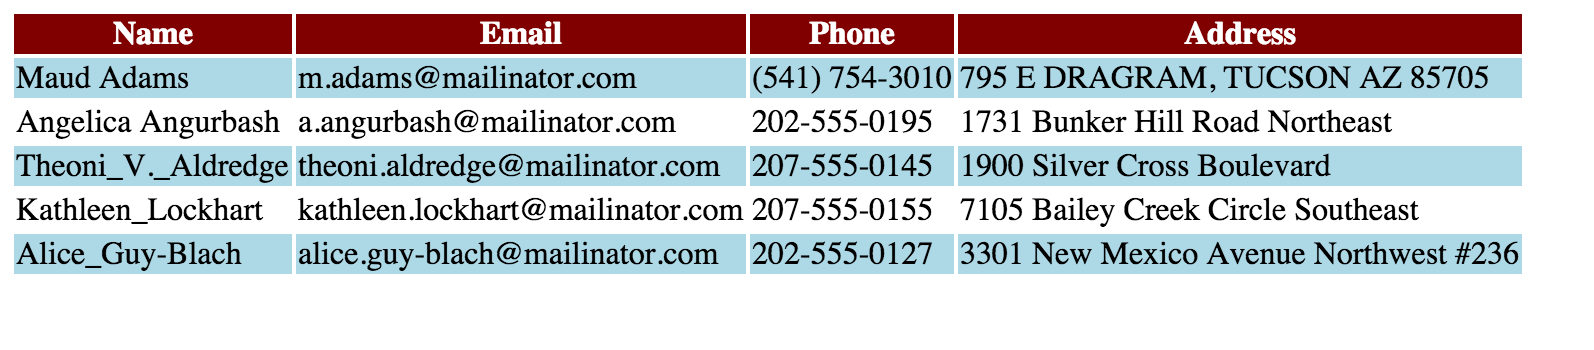 Name Email Phone Address
Maud Adams m.adams@mailinator.com (541) 754-3010 795 E DRAGRAM, TUCSON AZ 85705
Angelica Angurbash a.angurbash@mailinator.com 202-555-0195 1731 Bunker Hill Road Northeast
Theoni_V._Aldredge theoni.aldredge@mailinator.com 207-555-0145 1900 Silver Cross Boulevard
Kathleen_Lockhart kathleen.lockhart@mailinator.com 207-555-0155 7105 Bailey Creek Circle Southeast
Alice_Guy-Blach alice.guy-blach@mailinator.com 202-555-0127 3301 New Mexico Avenue Northwest #236